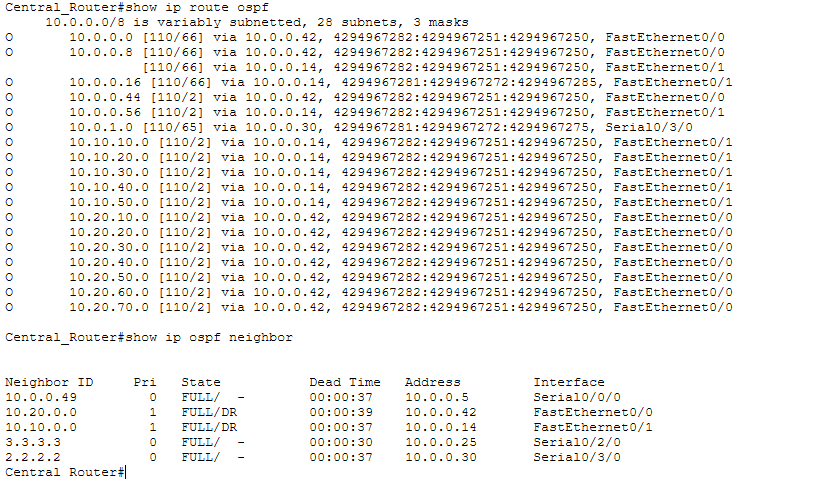 Central_Router#show ip route ospf
10.0.0.0/8 is variably subnetted, 28 subnets, 3 masks
O 10.0.0.0 [110/66] via 10.0.0.42, 4294967282:4294967251:4294967250, FastEthernet0/0
O 10.0.0.8 [110/66] via 10.0.0.42, 4294967282:4294967251:4294967250, FastEthernet0/0
[110/66] via 10.0.0.14, 4294967282:4294967251:4294967250, FastEthernet0/1
O 10.0.0.16 [110/66] via 10.0.0.14, 4294967281:4294967272:4294967285, FastEthernet0/1
O 10.0.0.44 [110/2] via 10.0.0.42, 4294967282:4294967251:4294967250, FastEthernet0/0
O 10.0.0.56 [110/2] via 10.0.0.14, 4294967282:4294967251:4294967250, FastEthernet0/1
O 10.0.1.0 [110/65] via 10.0.0.30, 4294967281:4294967272:4294967275, Serial0/3/0
O 10.10.10.0 [110/2] via 10.0.0.14, 4294967282:4294967251:4294967250, FastEthernet0/1
O 10.10.20.0 [110/2] via 10.0.0.14, 4294967282:4294967251:4294967250, FastEthernet0/1
O 10.10.30.0 [110/2] via 10.0.0.14, 4294967282:4294967251:4294967250, FastEthernet0/1
O 10.10.40.0 [110/2] via 10.0.0.14, 4294967282:4294967251:4294967250, FastEthernet0/1
O 10.10.50.0 [110/2] via 10.0.0.14, 4294967282:4294967251:4294967250, FastEthernet0/1
O 10.20.10.0 [110/2] via 10.0.0.42, 4294967282:4294967251:4294967250, FastEthernet0/0
O 10.20.20.0 [110/2] via 10.0.0.42, 4294967282:4294967251:4294967250, FastEthernet0/0
O 10.20.30.0 [110/2] via 10.0.0.42, 4294967282:4294967251:4294967250, FastEthernet0/0
O 10.20.40.0 [110/2] via 10.0.0.42, 4294967282:4294967251:4294967250, FastEthernet0/0
O 10.20.50.0 [110/2] via 10.0.0.42, 4294967282:4294967251:4294967250, FastEthernet0/0
O 10.20.60.0 [110/2] via 10.0.0.42, 4294967282:4294967251:4294967250, FastEthernet0/0
O 10.20.70.0 [110/2] via 10.0.0.42, 4294967282:4294967251:4294967250, FastEthernet0/0
Central_Router#show ip ospf neighbor
Neighbor ID Pri State Dead Time Address Interface
10.0.0.49 0 FULL/ - 00:00:37 10.0.0.5 Serial0/0/0
10.20.0.0 1 FULL/DR 00:00:39 10.0.0.42 FastEthernet0/0
10.10.0.0 1 FULL/DR 00:00:37 10.0.0.14 FastEthernet0/1
3.3.3.3 0 FULL/ - 00:00:30 10.0.0.25 Serial0/2/0
2.2.2.2 0 FULL/ - 00:00:37 10.0.0.30 Serial0/3/0
Central Router#